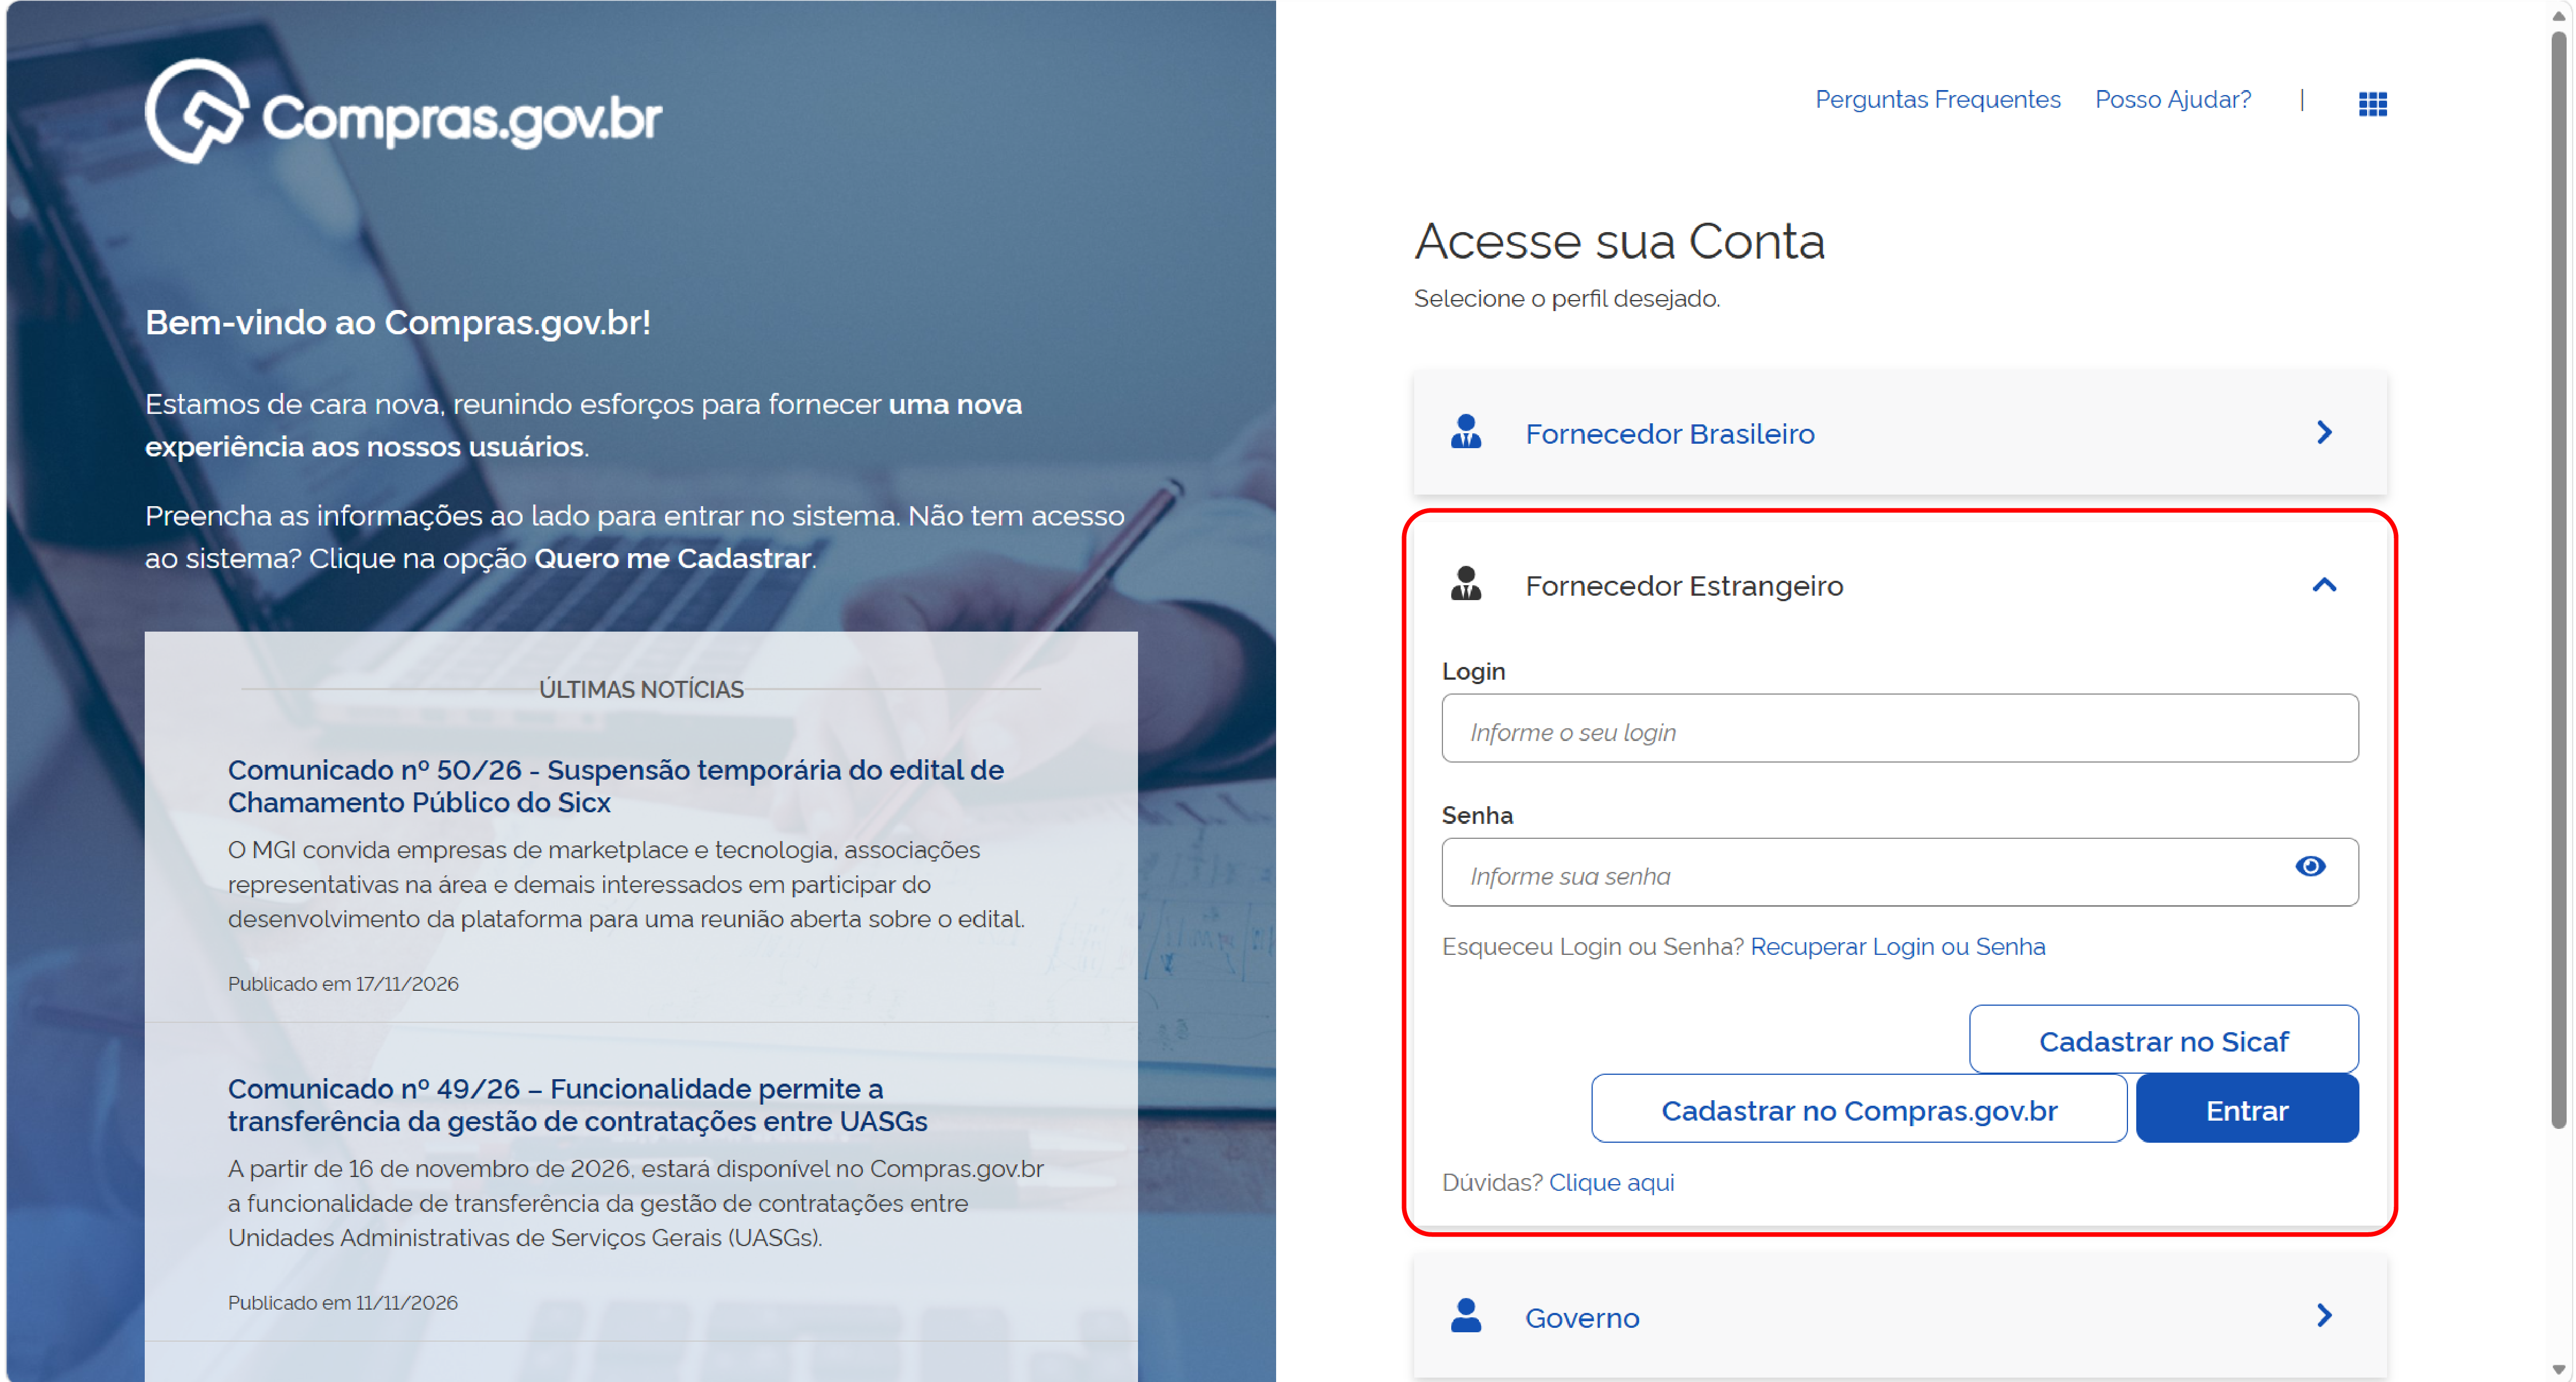 Compras.gov.br
Bem-vindo ao Compras.gov.br!
Estamos de cara nova, reunindo esforços para fornecer uma nova
experiência aos nossos usuários.
Preencha as informações ao lado para entrar no sistema. Não tem acesso
ao sistema? Clique na opção Quero me Cadastrar.
ÚLTIMAS NOTÍCIAS
Comunicado nº 50/26 - Suspensão temporária do edital de
Chamamento Público do Sicx
O MGI convida empresas de marketplace e tecnologia, associações
representativas na área e demais interessados em participar do
desenvolvimento da plataforma para uma reunião aberta sobre o edital.
Publicado em 17/11/2026
Comunicado nº 49/26 – Funcionalidade permite a
transferência da gestão de contratações entre UASGs
A partir de 16 de novembro de 2026, estará disponível no Compras.gov.br
a funcionalidade de transferência da gestão de contratações entre
Unidades Administrativas de Serviços Gerais (UASGs).
Publicado em 11/11/2026
Perguntas Frequentes Posso Ajudar? |
Acesse sua Conta
Selecione o perfil desejado.
Fornecedor Brasileiro
Fornecedor Estrangeiro
Login
Informe o seu login
Senha
Informe sua senha
Esqueceu Login ou Senha? Recuperar Login ou Senha
Cadastrar no Sicaf
Cadastrar no Compras.gov.br Entrar
Dúvidas? Clique aqui
Governo